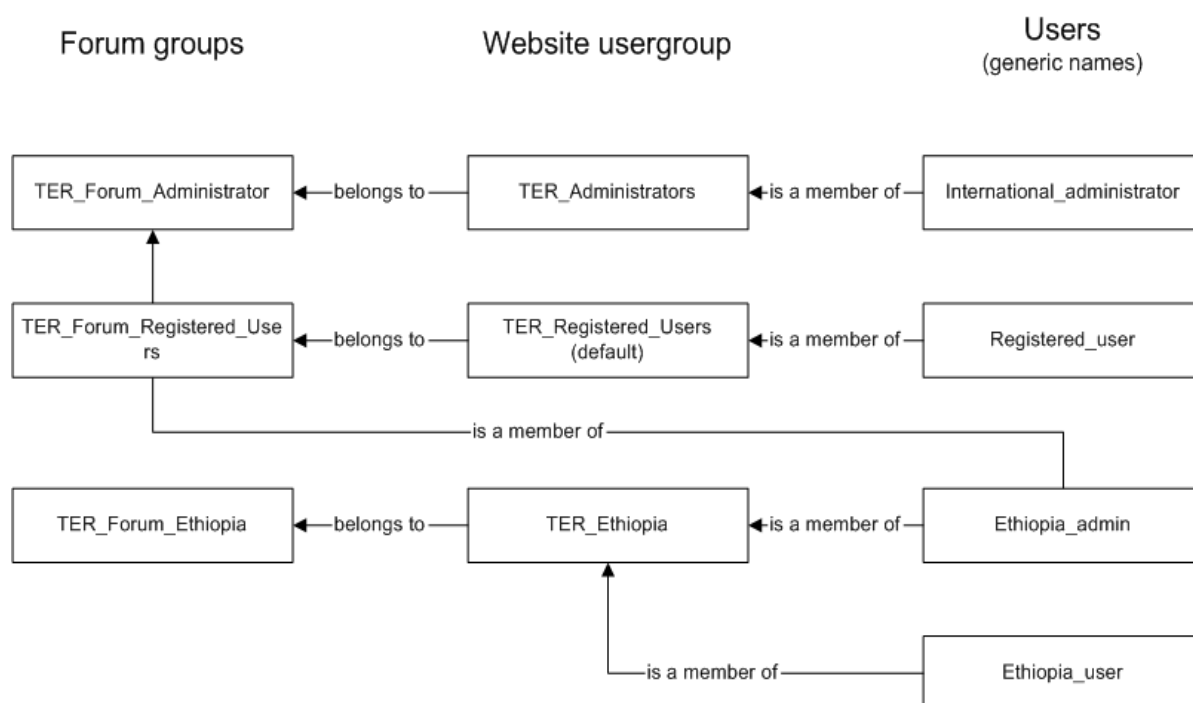 Forum groups
Website usergroup
Users
(generic names)
TER_Forum_Administrator
belongs to
TER_Administrators
is a member of
International_administrator
TER_Forum_Registered_Use
rs
belongs to
TER_Registered_Users
(default)
is a member of
Registered_user
is a member of
TER_Forum_Ethiopia
belongs to
TER_Ethiopia
is a member of
Ethiopia_admin
is a member of
Ethiopia_user